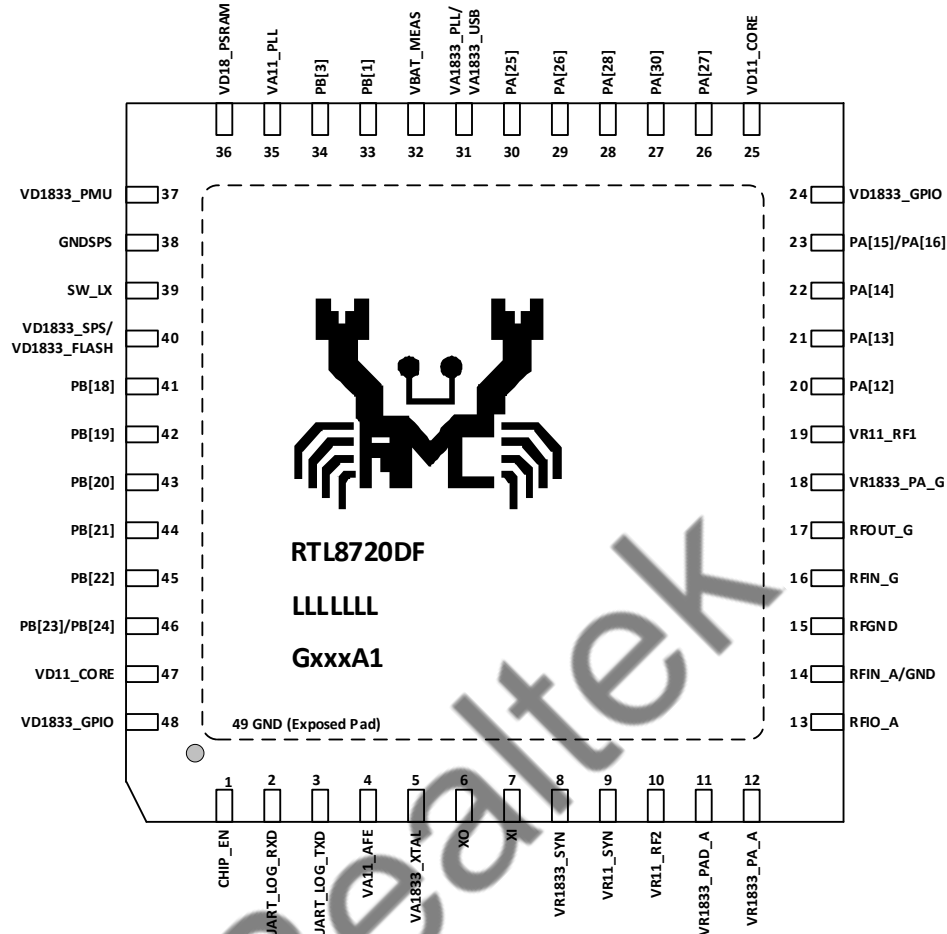 VD18_PSRAM
VA11_PLL
PB[3]
PB[1]
VBAT_MEAS
VA1833_PLL/
VA1833_USB
PA[25]
PA[26]
PA[28]
PA[30]
PA[27]
VD11_CORE
36 35 34 33 32 31 30 29 28 27 26 25
VD1833_PMU 37
GNDSPS 38
SW_LX 39
VD1833_SPS/
VD1833_FLASH 40
PB[18] 41
PB[19] 42
PB[20] 43
PB[21] 44
PB[22] 45
PB[23]/PB[24] 46
VD11_CORE 47
VD1833_GPIO 48
24 VD1833_GPIO
23 PA[15]/PA[16]
22 PA[14]
21 PA[13]
20 PA[12]
19 VR11_RF1
18 VR1833_PA_G
17 RFOUT_G
16 RFIN_G
15 RFGND
14 RFIN_A/GND
13 RFIO_A
RTL8720DF
LLLLLLL
GxxxA1
49 GND (Exposed Pad)
1 2 3 4 5 6 7 8 9 10 11 12
CHIP_EN
UART_LOG_RXD
UART_LOG_TXD
VA11_AFE
VA1833_XTAL
XO
XI
VR1833_SYN
VR11_SYN
VR11_RF2
VR1833_PAD_A
VR1833_PA_A
ealtek